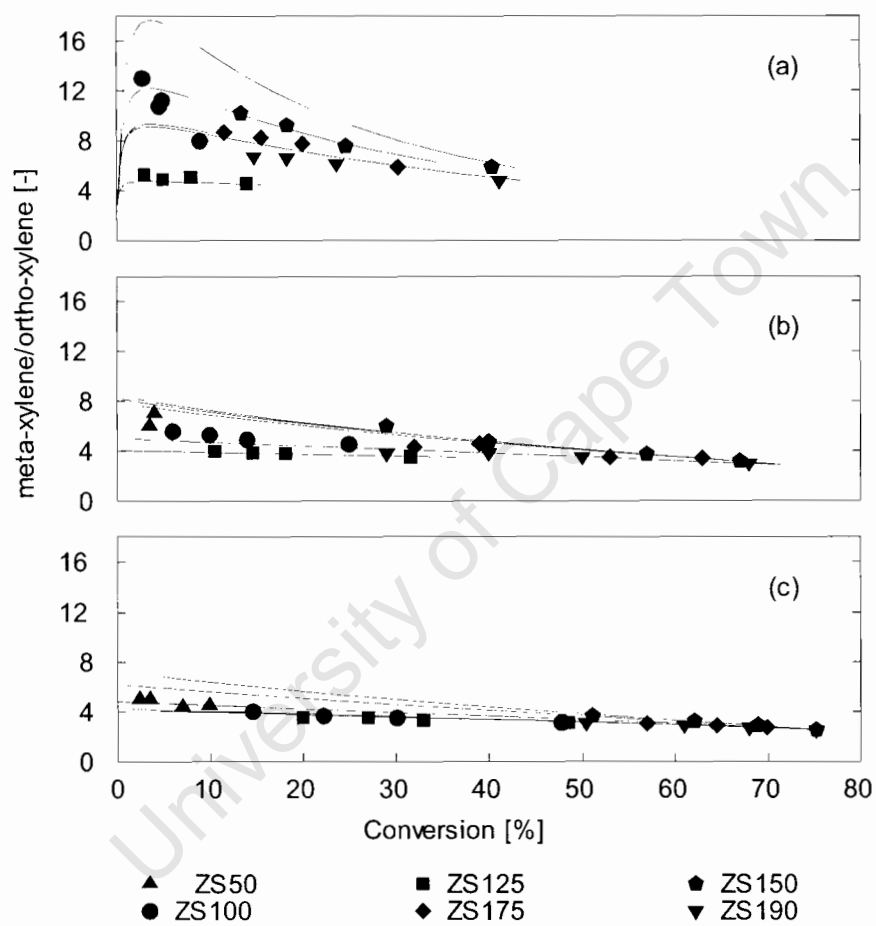 16
12
8
4
0
(a)
16
12
8
4
0
(b)
16
12
8
4
0
(c)
meta-xylene/ortho-xylene [-]
0 10 20 30 40 50 60 70 80
Conversion [%]
ZS50 ZS125 ZS150
ZS100 ZS175 ZS190
University of Cape Town